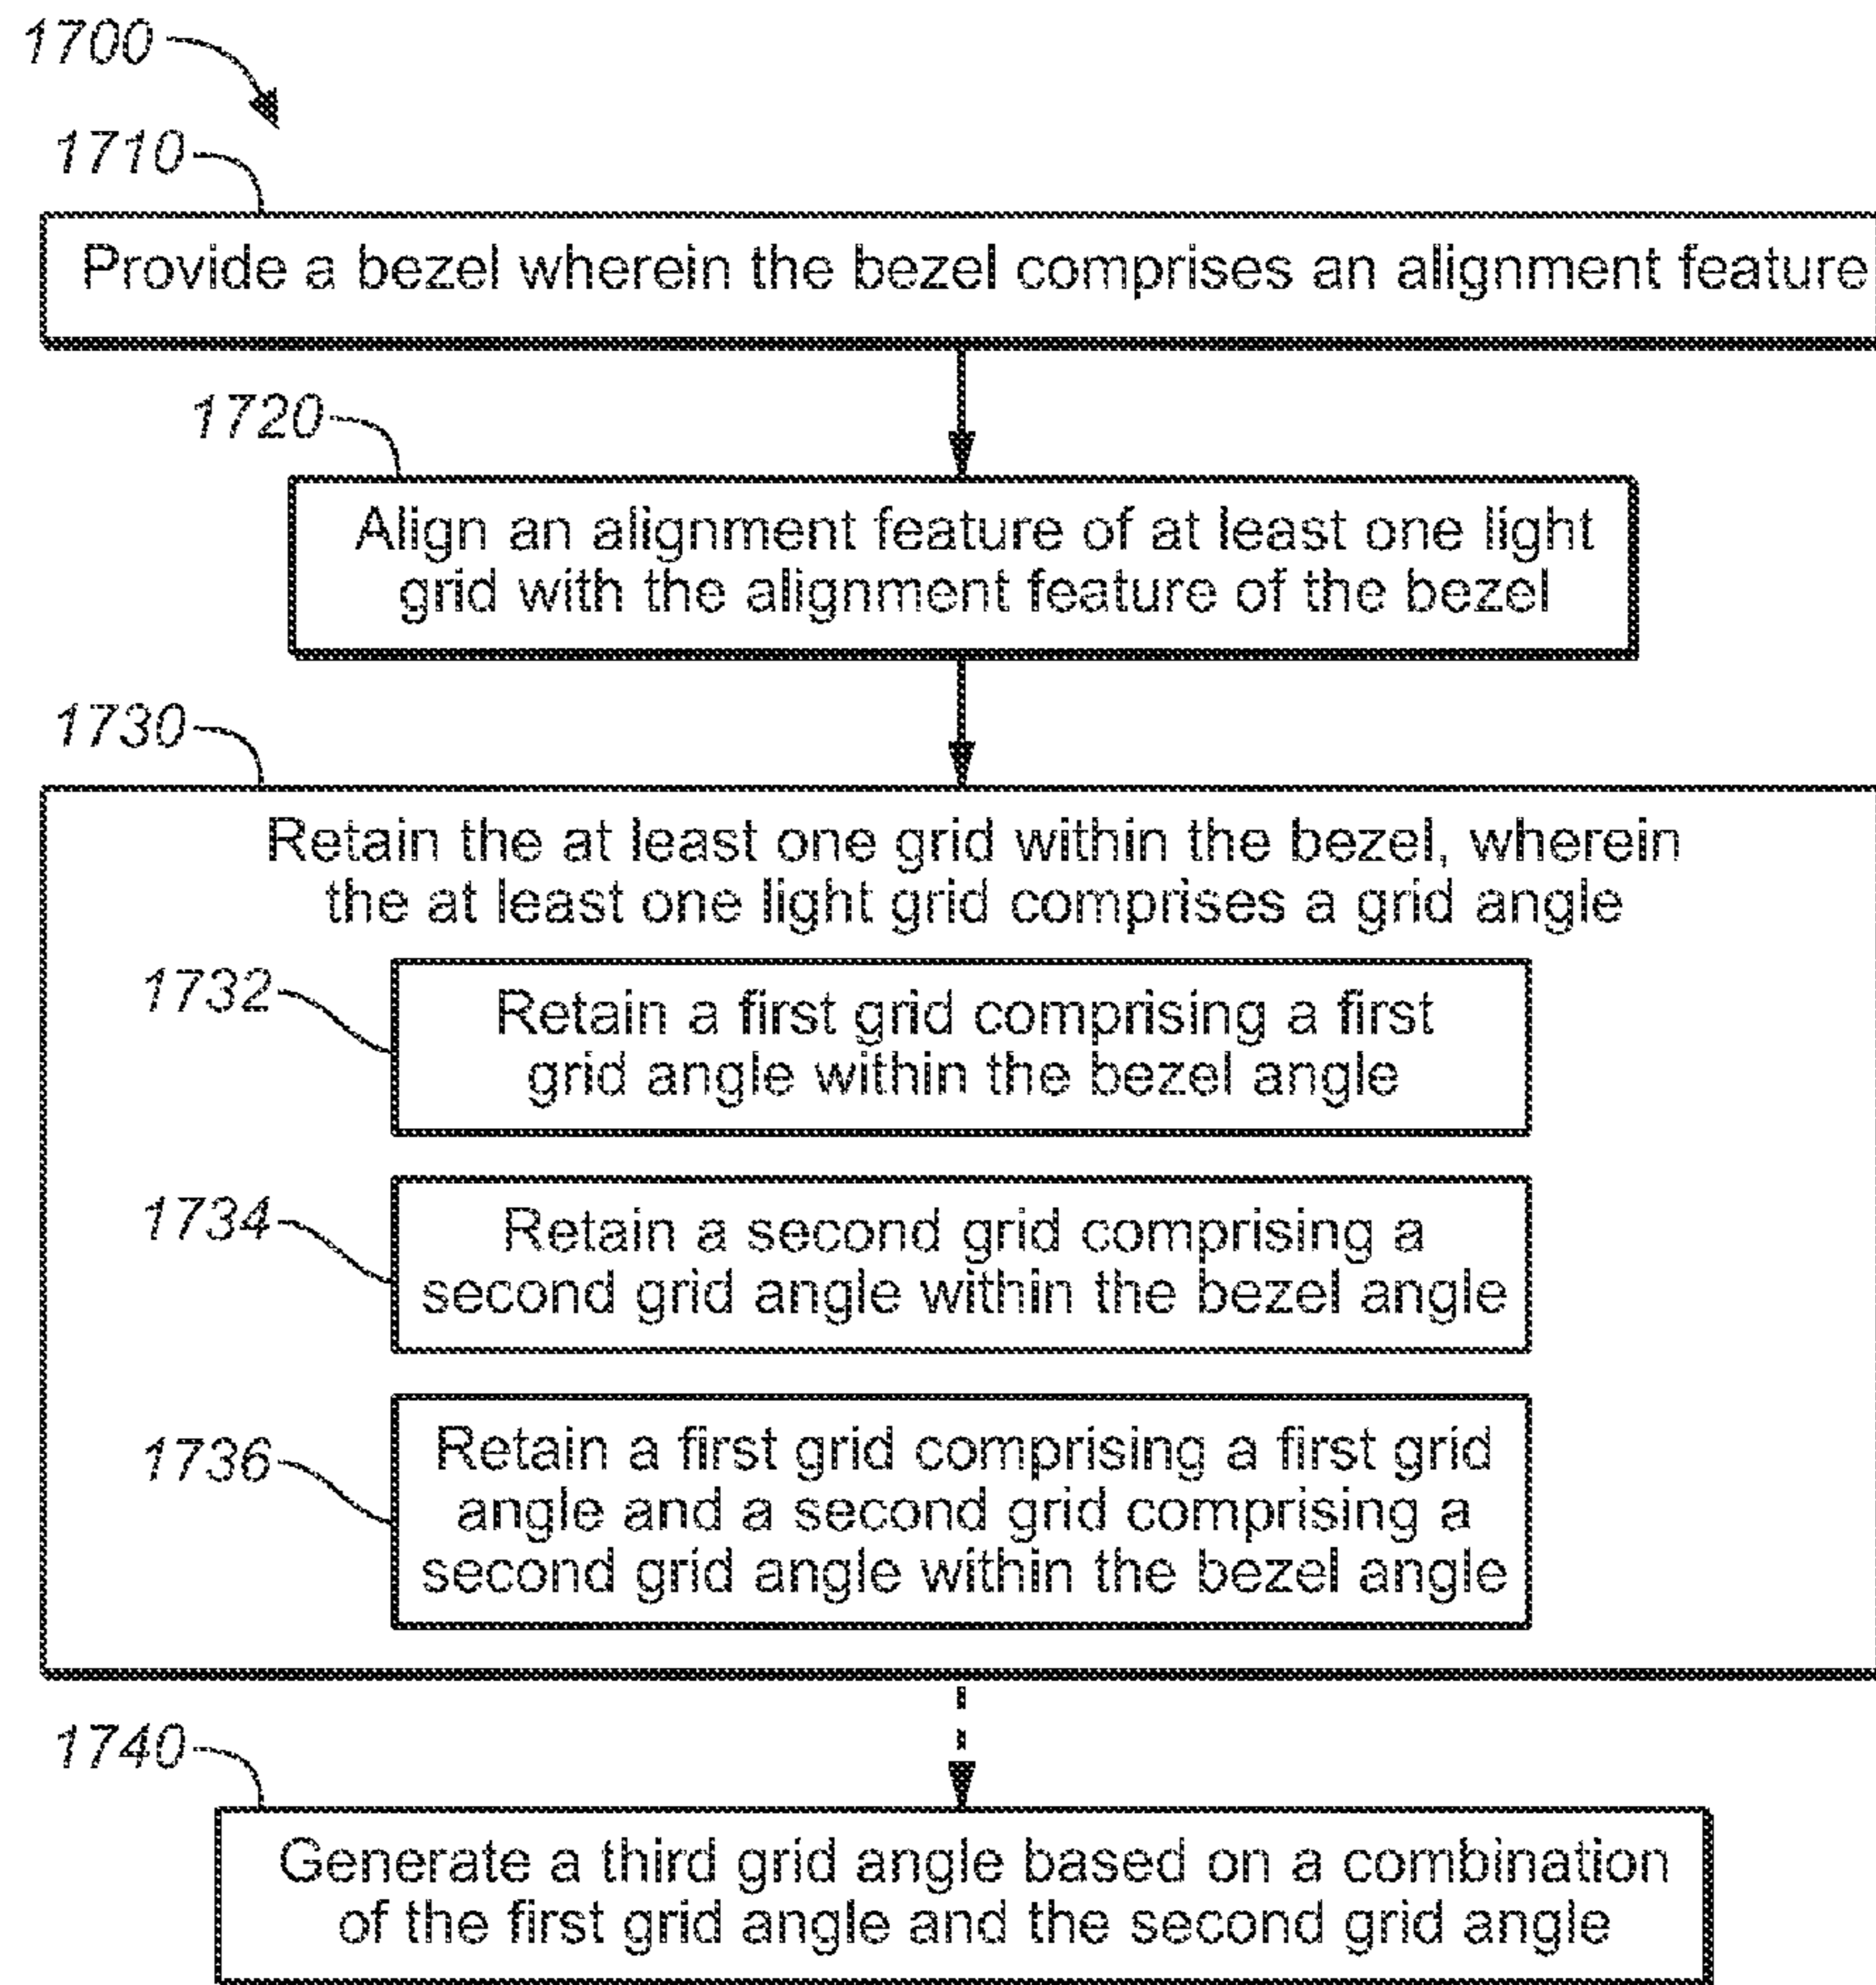 1700
1710
Provide a bezel wherein the bezel comprises an alignment feature
1720
Align an alignment feature of at least one light
grid with the alignment feature of the bezel
1730
Retain the at least one grid within the bezel, wherein
the at least one light grid comprises a grid angle
1732
Retain a first grid comprising a first
grid angle within the bezel angle
1734
Retain a second grid comprising a
second grid angle within the bezel angle
1736
Retain a first grid comprising a first grid
angle and a second grid comprising a
second grid angle within the bezel angle
1740
Generate a third grid angle based on a combination
of the first grid angle and the second grid angle